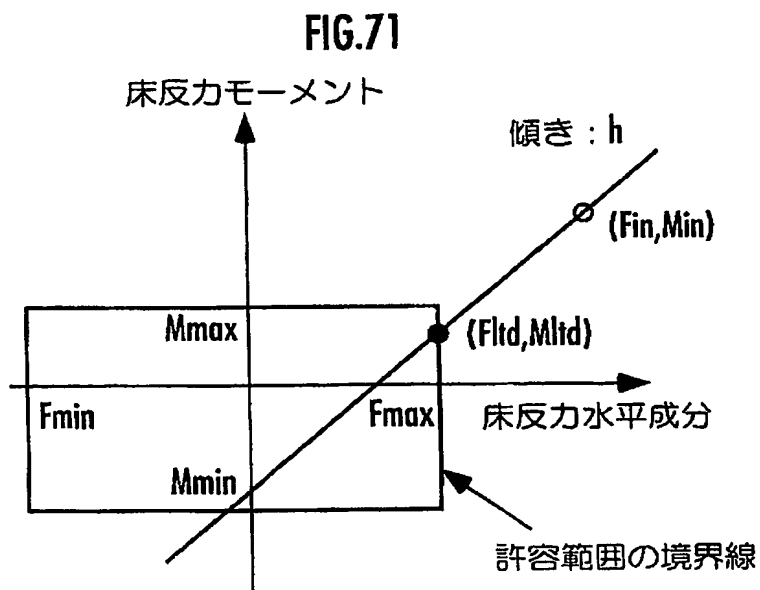 FIG.71
床反力モーメント
傾き：h
(Fin,Min)
Mmax
(Fltd,Mltd)
Fmin
Fmax
床反力水平成分
Mmin
許容範囲の境界線